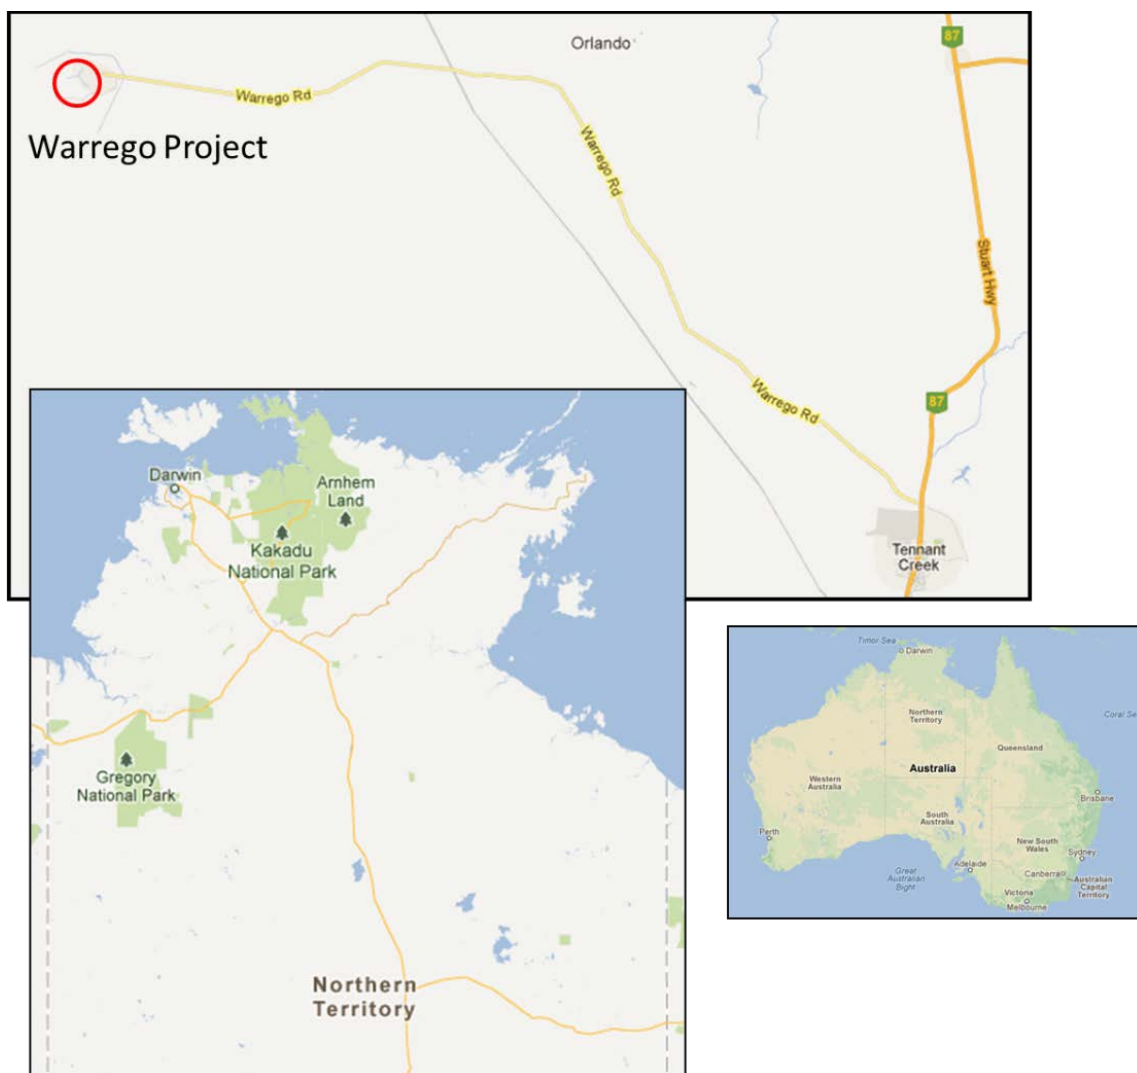 87
Orlando
Warrego Rd
Warrego Project
Warrego Rd
Stuart Hwy
Warrego Rd
87
Tennant
Creek
Darwin
Arnhem
Land
Kakadu
National Park
Gregory
National Park
Northern
Territory
Timor Sea
Darwin
Coral Se
Northern
Territory
Queensland
Australia
Western
Australia
Brisbane
South
Australia
Perth
New South
Wales
Sydney
Adelaide
Great
Australian
Bight
Canberra
Australian
Capital
Territory
Victoria
Melbourne